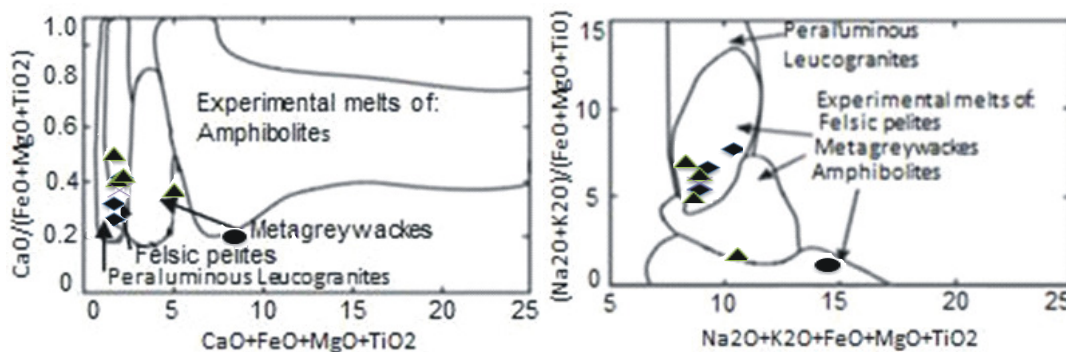 1.0
0.8
0.6
0.4
0.2
0
CaO/(FeO+MgO+TiO2)
Experimental melts of:
Amphibolites
Metagreywackes
Felsic pelites
Peraluminous Leucogranites
0 5 10 15 20 25
CaO+FeO+MgO+TiO2
15
10
5
0
(Na2O+K2O)/(FeO+MgO+TiO)
Peraluminous
Leucogranites
Experimental melts of:
Felsic pelites
Metagreywackes
Amphibolites
5 10 15 20 25
Na2O+K2O+FeO+MgO+TiO2